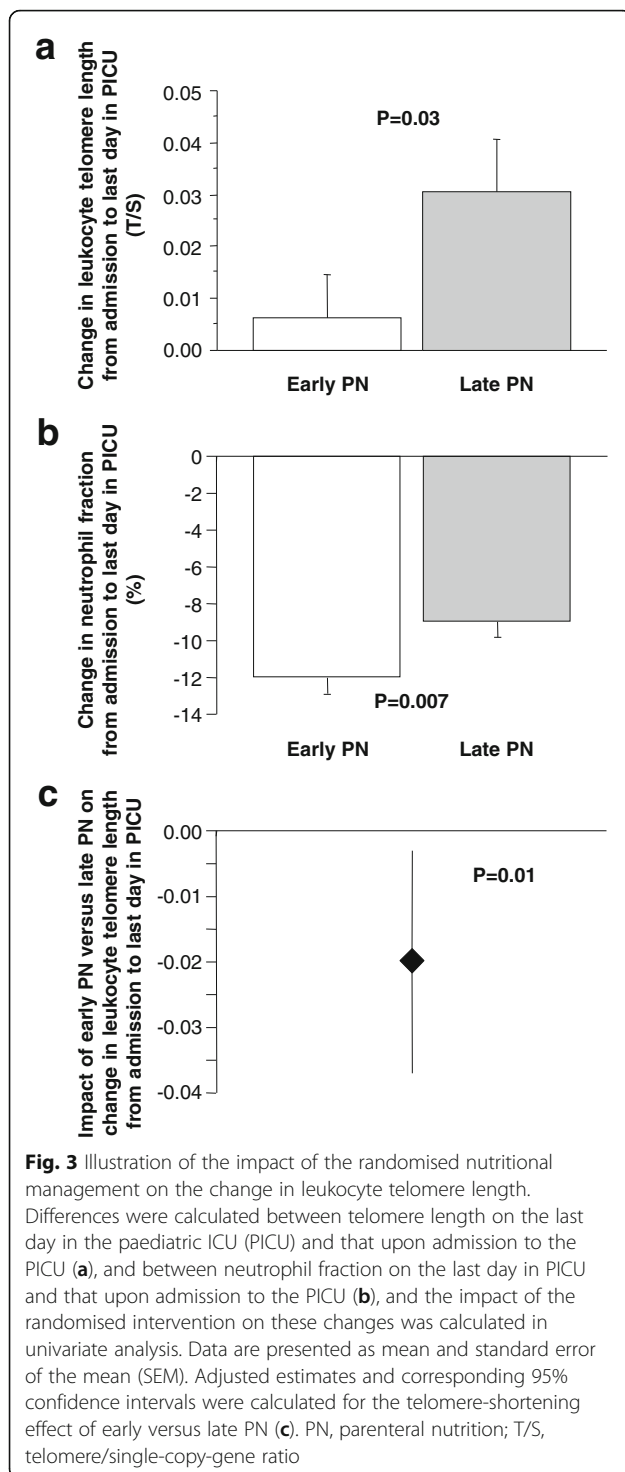 a
Change in leukocyte telomere length
from admission to last day in PICU
(T/S)
0.05
0.04
0.03
0.02
0.01
0.00
P=0.03
Early PN
Late PN
b
Change in neutrophil fraction
from admission to last day in PICU
(%)
0
-2
-4
-6
-8
-10
-12
-14
P=0.007
Early PN
Late PN
c
Impact of early PN versus late PN on
change in leukocyte telomere length
from admission to last day in PICU
0.00
-0.01
-0.02
-0.03
-0.04
P=0.01
Fig. 3 Illustration of the impact of the randomised nutritional
management on the change in leukocyte telomere length.
Differences were calculated between telomere length on the last
day in the paediatric ICU (PICU) and that upon admission to the
PICU (a), and between neutrophil fraction on the last day in PICU
and that upon admission to the PICU (b), and the impact of the
randomised intervention on these changes was calculated in
univariate analysis. Data are presented as mean and standard error
of the mean (SEM). Adjusted estimates and corresponding 95%
confidence intervals were calculated for the telomere-shortening
effect of early versus late PN (c). PN, parenteral nutrition; T/S,
telomere/single-copy-gene ratio